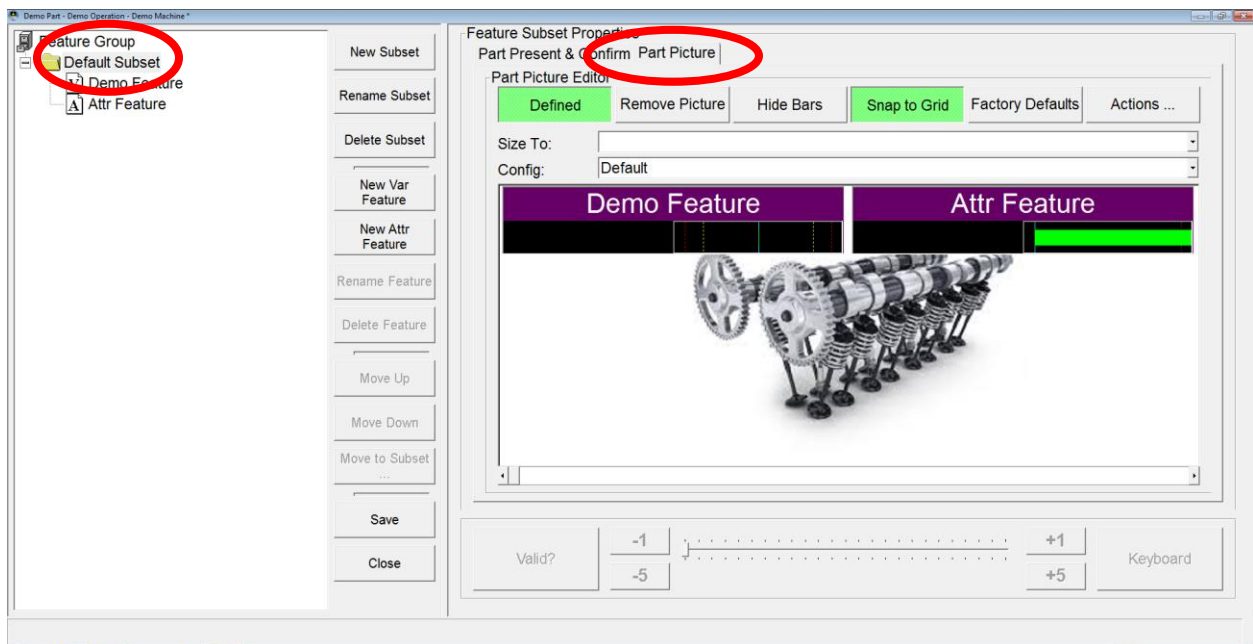 Demo Part - Demo Operation - Demo Machine *
Feature Group
Default Subset
Demo Feature
A Attr Feature
New Subset
Rename Subset
Delete Subset
New Var
Feature
New Attr
Feature
Rename Feature
Delete Feature
Move Up
Move Down
Move to Subset
...
Save
Close
Feature Subset Properties
Part Present & Confirm Part Picture
Part Picture Editor
Defined Remove Picture Hide Bars Snap to Grid Factory Defaults Actions ...
Size To:
Config: Default
Demo Feature Attr Feature
Valid? -1 +1 Keyboard
-5 +5